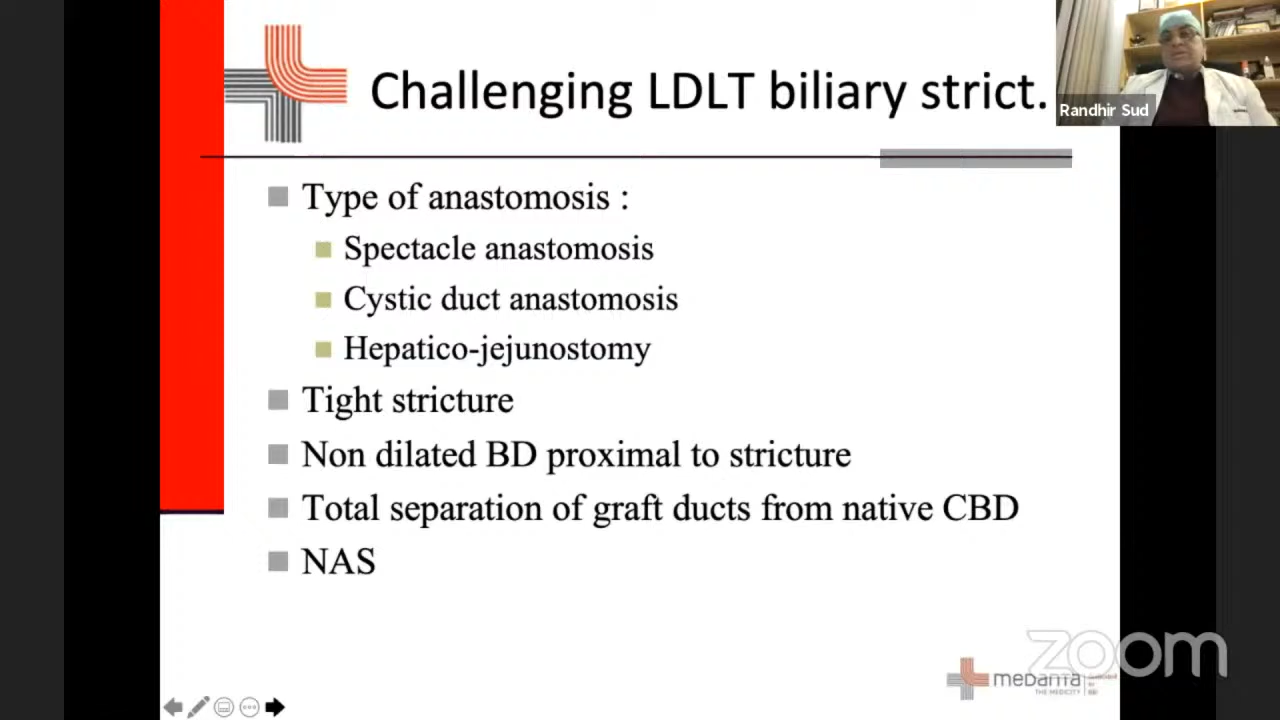 Challenging LDLT biliary strict.
Randhir Sud
Type of anastomosis :
Spectacle anastomosis
Cystic duct anastomosis
Hepatico-jejunostomy
Tight stricture
Non dilated BD proximal to stricture
Total separation of graft ducts from native CBD
NAS
zoom
medanta
THE MEDICITY